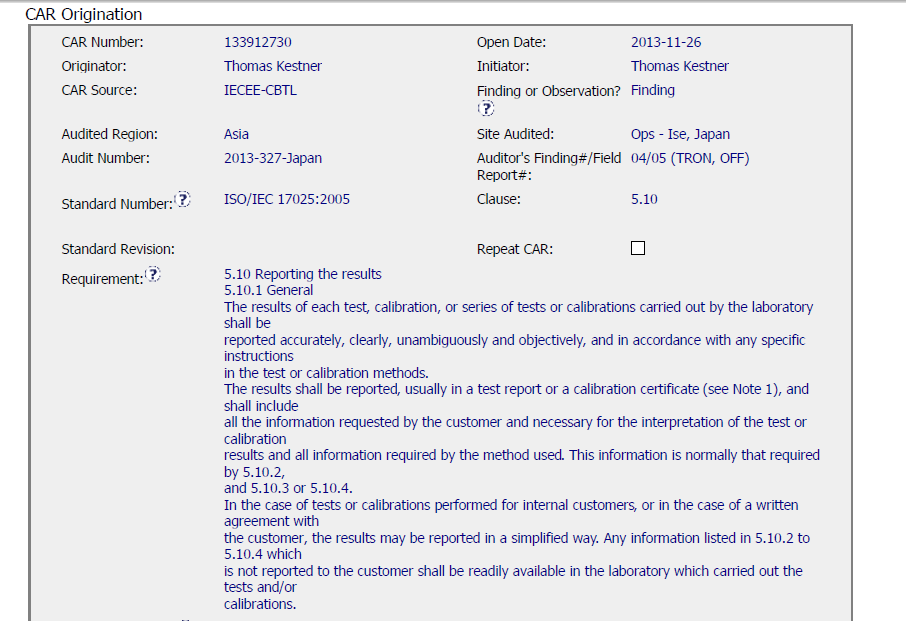 CAR Origination
CAR Number: 133912730 Open Date: 2013-11-26
Originator: Thomas Kestner Initiator: Thomas Kestner
CAR Source: IECEE-CBTL Finding or Observation? Finding
?
Audited Region: Asia Site Audited: Ops - Ise, Japan
Audit Number: 2013-327-Japan Auditor's Finding#/Field 04/05 (TRON, OFF)
Report#:
Standard Number: ? ISO/IEC 17025:2005 Clause: 5.10
Standard Revision: Repeat CAR:
Requirement: ? 5.10 Reporting the results
5.10.1 General
The results of each test, calibration, or series of tests or calibrations carried out by the laboratory
shall be
reported accurately, clearly, unambiguously and objectively, and in accordance with any specific
instructions
in the test or calibration methods.
The results shall be reported, usually in a test report or a calibration certificate (see Note 1), and
shall include
all the information requested by the customer and necessary for the interpretation of the test or
calibration
results and all information required by the method used. This information is normally that required
by 5.10.2,
and 5.10.3 or 5.10.4.
In the case of tests or calibrations performed for internal customers, or in the case of a written
agreement with
the customer, the results may be reported in a simplified way. Any information listed in 5.10.2 to
5.10.4 which
is not reported to the customer shall be readily available in the laboratory which carried out the
tests and/or
calibrations.